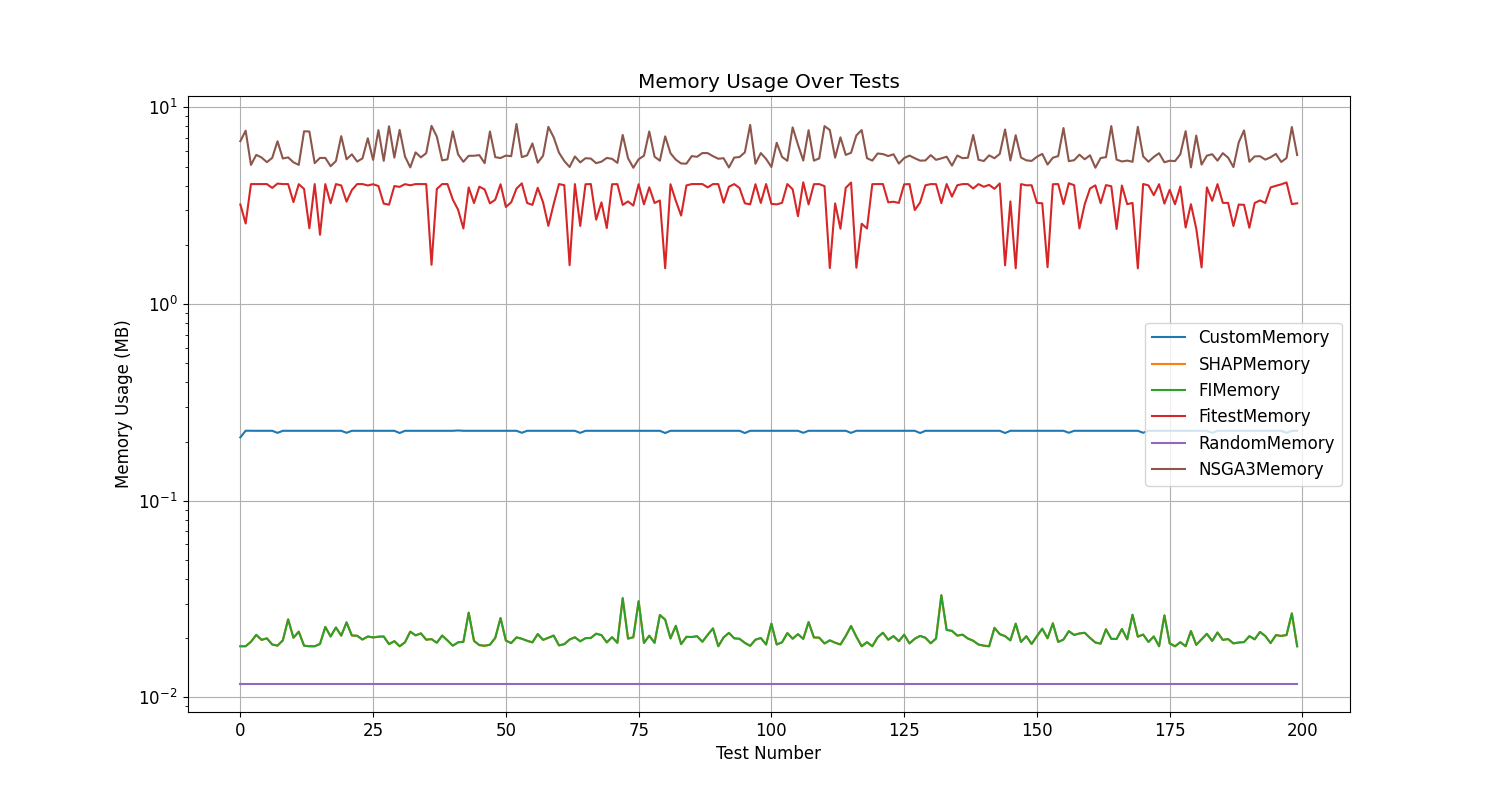 Memory Usage Over Tests
Memory Usage (MB)
10¹
10⁰
10⁻¹
10⁻²
CustomMemory
SHAPMemory
FIMemory
FitestMemory
RandomMemory
NSGA3Memory
0 25 50 75 100 125 150 175 200
Test Number